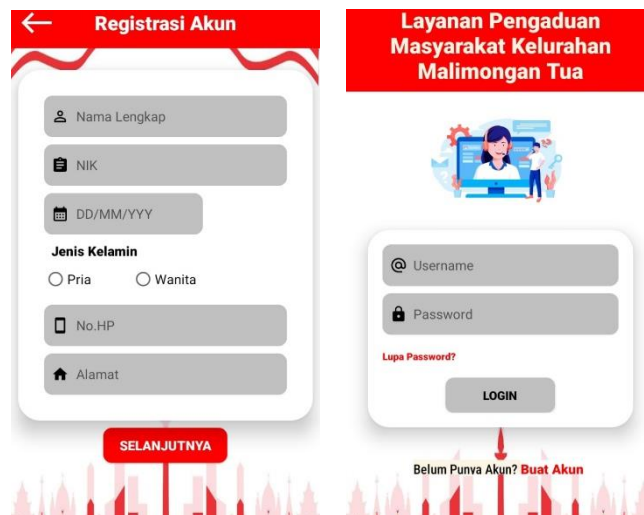 Registrasi Akun
Nama Lengkap
NIK
DD/MM/YYY
Jenis Kelamin
Pria
Wanita
No.HP
Alamat
SELANJUTNYA
Layanan Pengaduan
Masyarakat Kelurahan
Malimongan Tua
Username
Password
Lupa Password?
LOGIN
Belum Punya Akun? Buat Akun